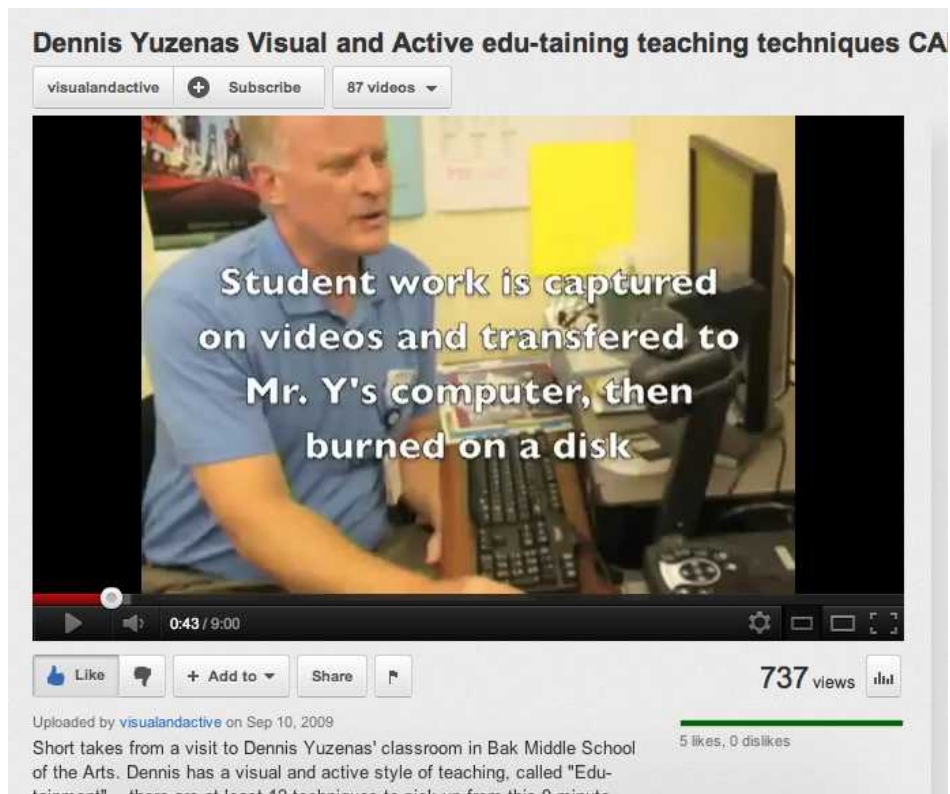 Dennis Yuzenas Visual and Active edu-taining teaching techniques CA
visualandactive Subscribe 87 videos
Student work is captured
on videos and transfered to
Mr. Y's computer, then
burned on a disk
0:43 / 9:00
Like + Add to Share
737 views
Uploaded by visualandactive on Sep 10, 2009
5 likes, 0 dislikes
Short takes from a visit to Dennis Yuzenas' classroom in Bak Middle School
of the Arts. Dennis has a visual and active style of teaching, called "Edu-